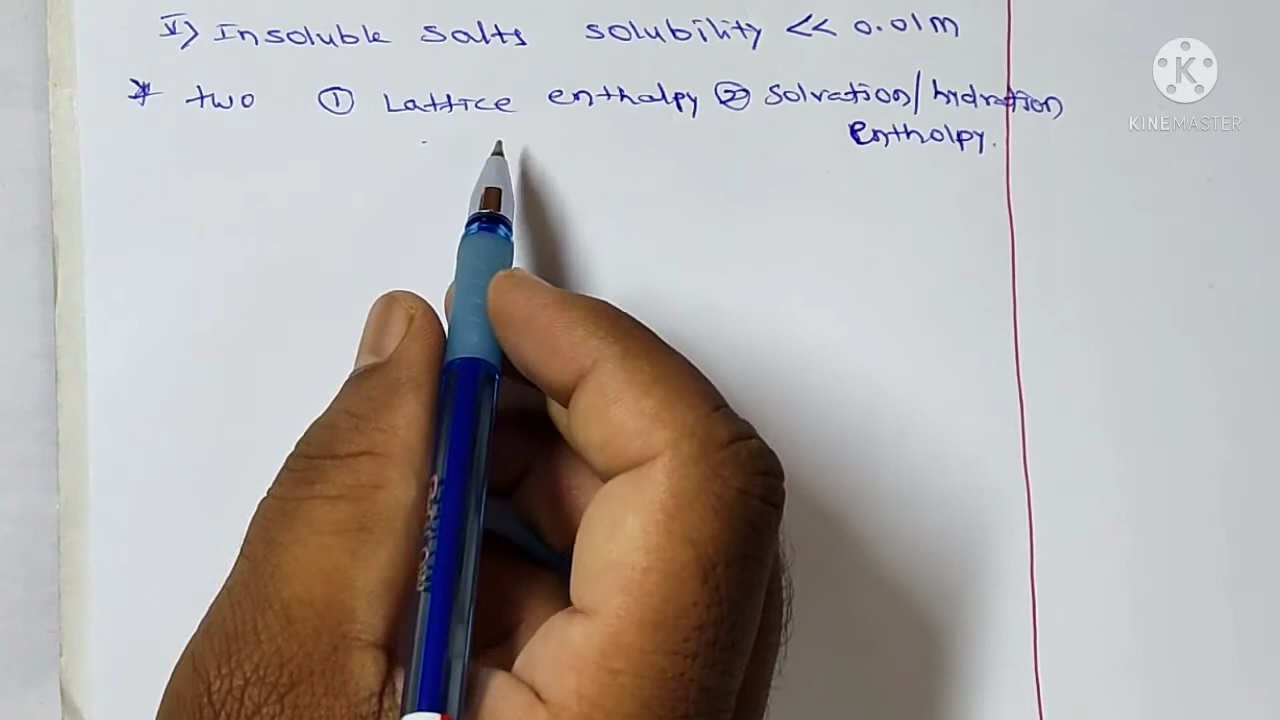 V) Insoluble salts solubility << 0.01M
* two ① Lattice enthalpy ② Solvation/hydration
enthalpy.
K
KINEMASTER